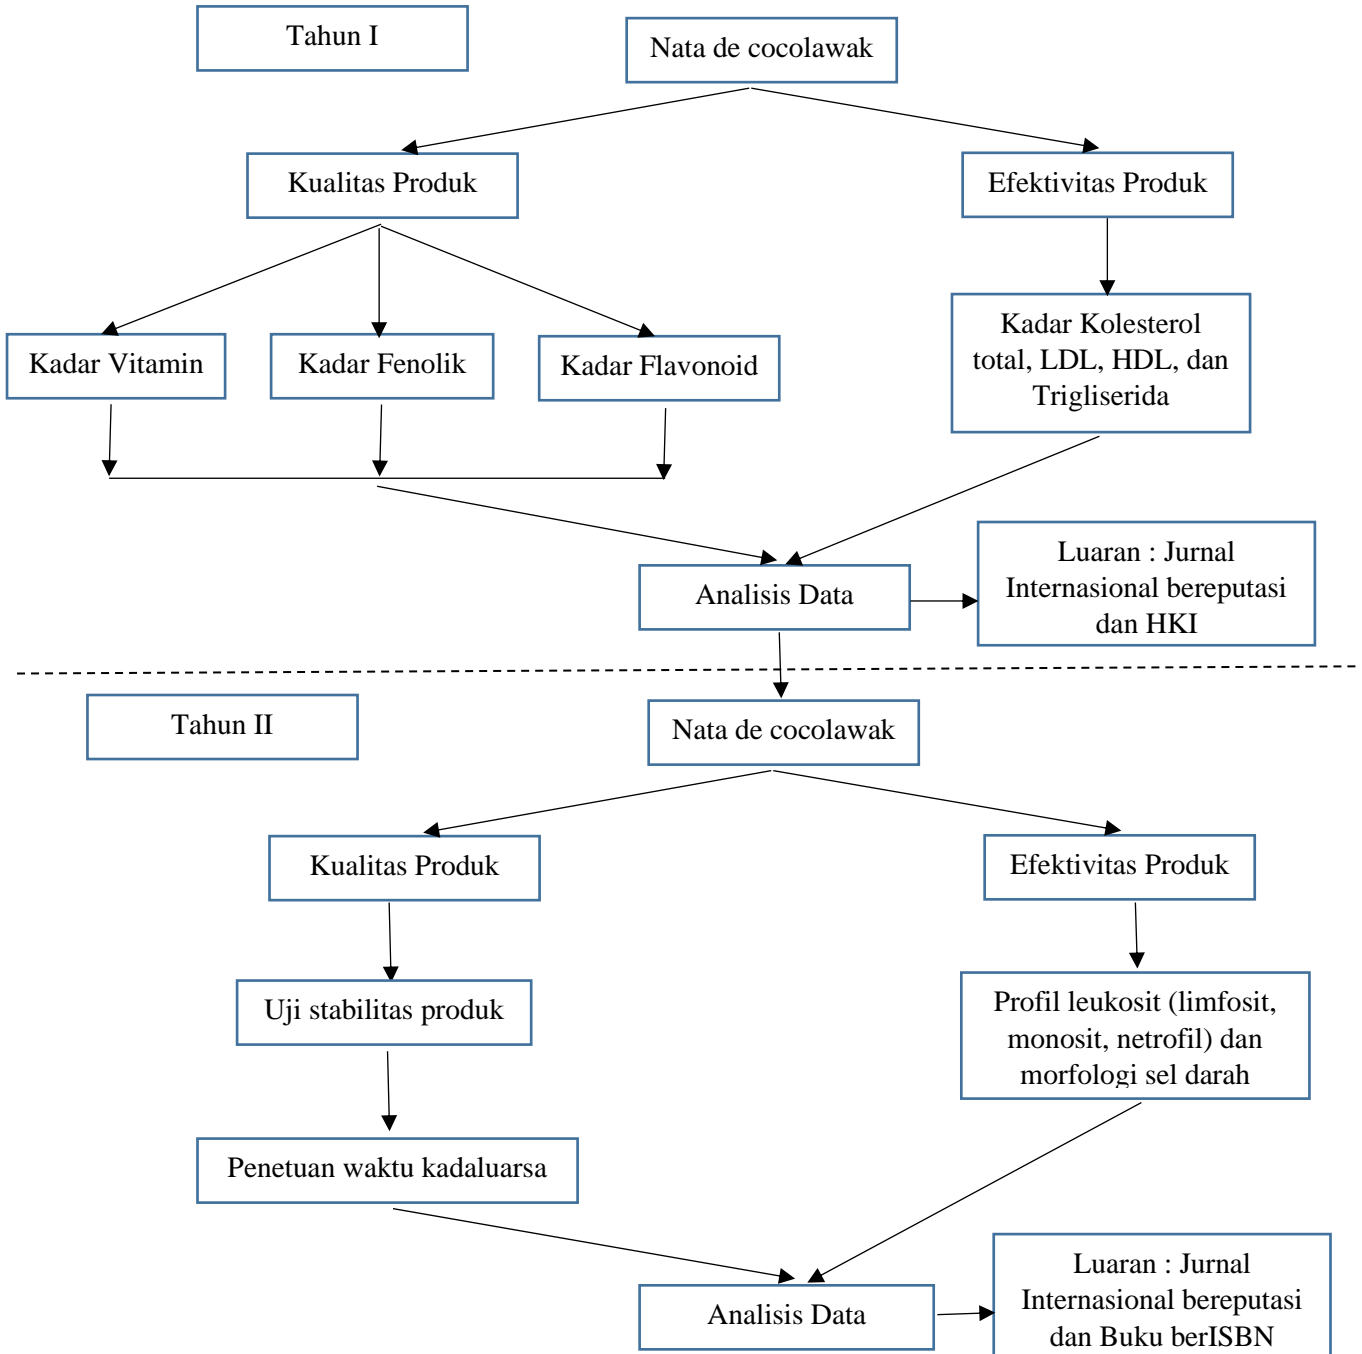 Tahun I
Nata de cocolawak
Kualitas Produk
Efektivitas Produk
Kadar Vitamin
Kadar Fenolik
Kadar Flavonoid
Kadar Kolesterol
total, LDL, HDL, dan
Trigliserida
Analisis Data
Luaran : Jurnal
Internasional bereputasi
dan HKI
Tahun II
Nata de cocolawak
Kualitas Produk
Efektivitas Produk
Uji stabilitas produk
Profil leukosit (limfosit,
monosit, netrofil) dan
morfologi sel darah
Penetuan waktu kadaluarsa
Analisis Data
Luaran : Jurnal
Internasional bereputasi
dan Buku berISBN